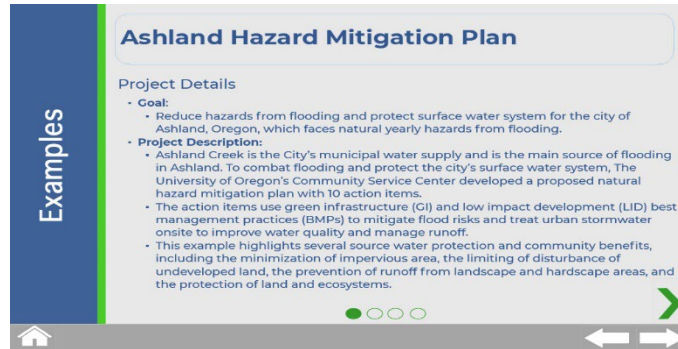 Examples
Ashland Hazard Mitigation Plan
Project Details
• Goal:
• Reduce hazards from flooding and protect surface water system for the city of
Ashland, Oregon, which faces natural yearly hazards from flooding.
• Project Description:
• Ashland Creek is the City's municipal water supply and is the main source of flooding
in Ashland. To combat flooding and protect the city's surface water system, The
University of Oregon's Community Service Center developed a proposed natural
hazard mitigation plan with 10 action items.
• The action items use green infrastructure (GI) and low impact development (LID) best
management practices (BMPs) to mitigate flood risks and treat urban stormwater
onsite to improve water quality and manage runoff.
• This example highlights several source water protection and community benefits,
including the minimization of impervious area, the limiting of disturbance of
undeveloped land, the prevention of runoff from landscape and hardscape areas, and
the protection of land and ecosystems.